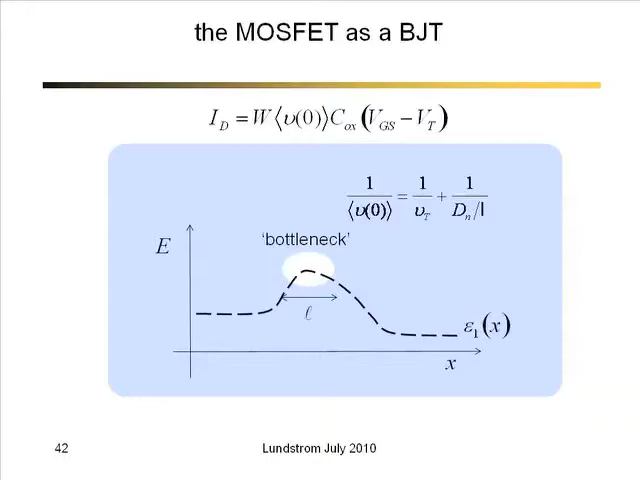 the MOSFET as a BJT
I_D = W⟨υ(0)⟩C_ox(V_GS − V_T)
1/⟨υ(0)⟩ = 1/υ_T + 1/(D_n/l)
'bottleneck'
E
ℓ
ε₁(x)
x
42
Lundstrom July 2010